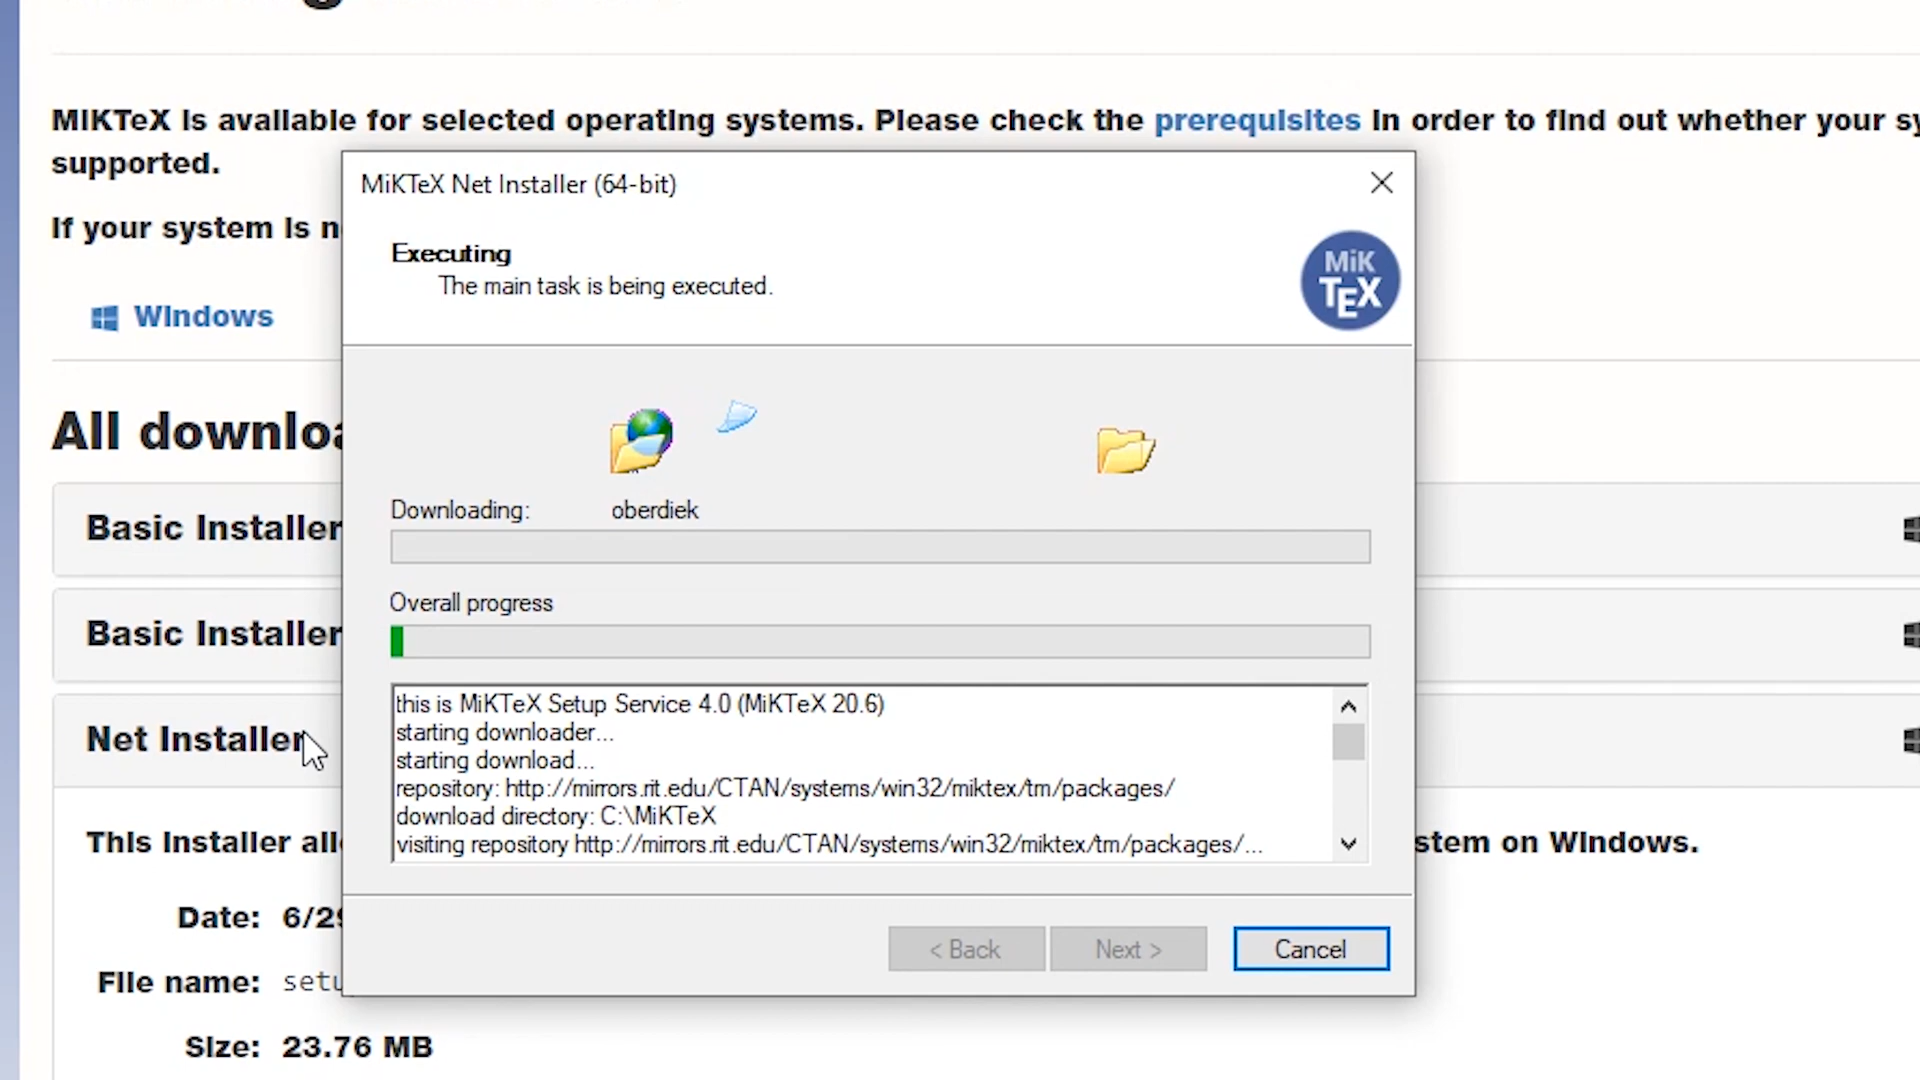 MiKTeX is available for selected operating systems. Please check the prerequisites in order to find out whether your
supported.
If your system is
Windows
All
Basic Installer
Basic Installer
Net Installer
This installer
stem on Windows.
Date: 6/29
File name:
Size: 23.76 MB
MiKTeX Net Installer (64-bit)
Executing
The main task is being executed.
MiK
TEX
Downloading: oberdiek
Overall progress
this is MiKTeX Setup Service 4.0 (MiKTeX 20.6)
starting downloader...
starting download...
repository: http://mirrors.rit.edu/CTAN/systems/win32/miktex/tm/packages/
download directory: C:\MiKTeX
visiting repository http://mirrors.rit.edu/CTAN/systems/win32/miktex/tm/packages/...
< Back
Next >
Cancel